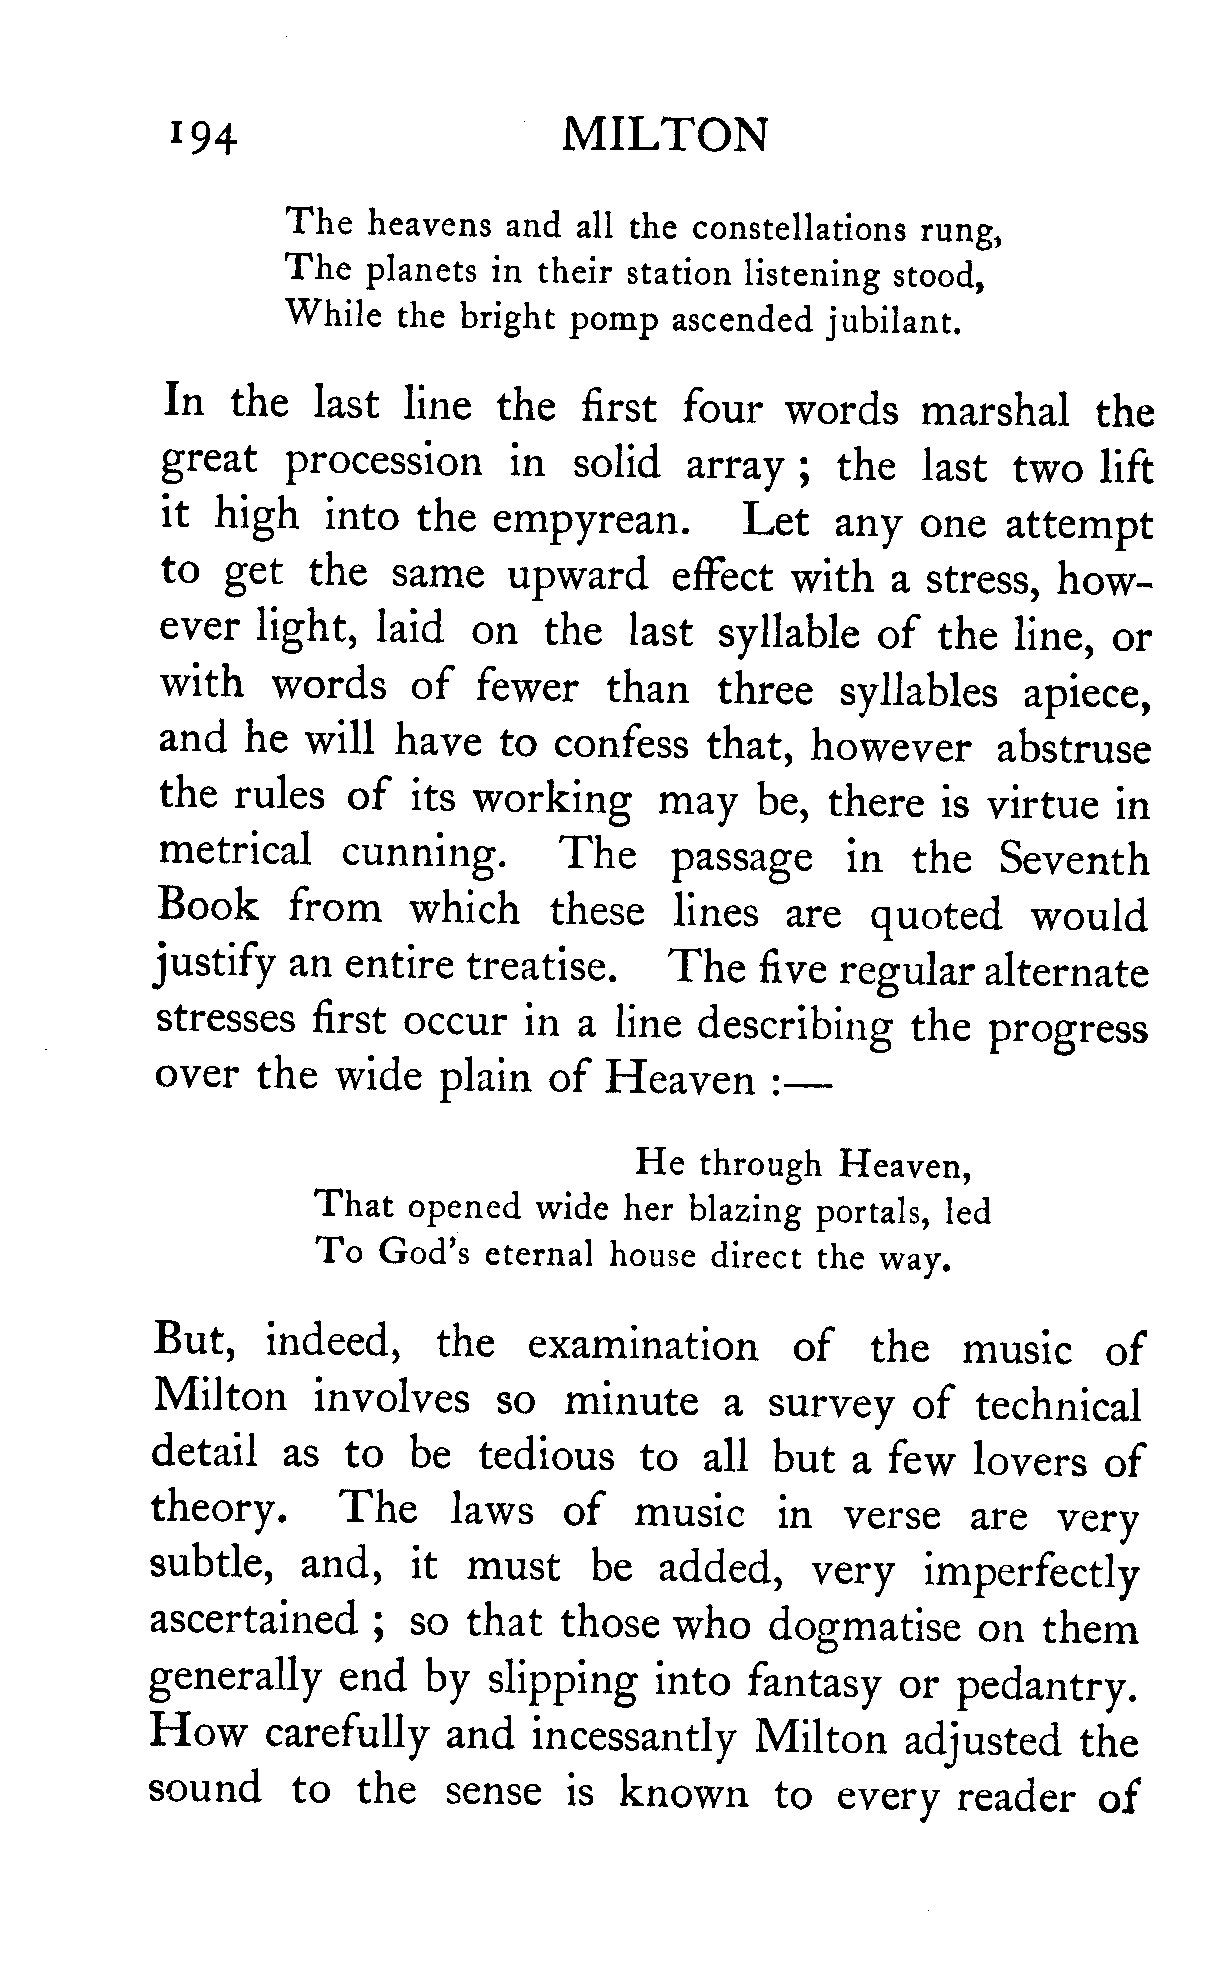 194 MILTON
The heavens and all the constellations rung,
The planets in their station listening stood,
While the bright pomp ascended jubilant.
In the last line the first four words marshal the
great procession in solid array ; the last two lift
it high into the empyrean. Let any one attempt
to get the same upward effect with a stress, how-
ever light, laid on the last syllable of the line, or
with words of fewer than three syllables apiece,
and he will have to confess that, however abstruse
the rules of its working may be, there is virtue in
metrical cunning. The passage in the Seventh
Book from which these lines are quoted would
justify an entire treatise. The five regular alternate
stresses first occur in a line describing the progress
over the wide plain of Heaven :—
He through Heaven,
That opened wide her blazing portals, led
To God's eternal house direct the way.
But, indeed, the examination of the music of
Milton involves so minute a survey of technical
detail as to be tedious to all but a few lovers of
theory. The laws of music in verse are very
subtle, and, it must be added, very imperfectly
ascertained ; so that those who dogmatise on them
generally end by slipping into fantasy or pedantry.
How carefully and incessantly Milton adjusted the
sound to the sense is known to every reader of